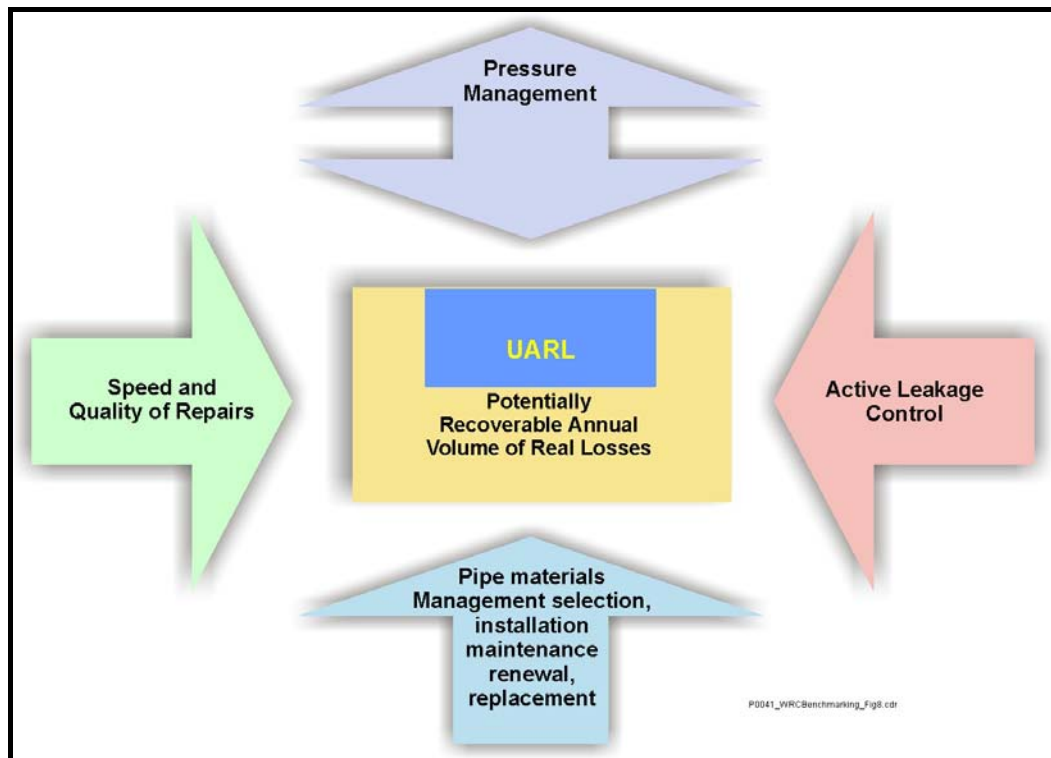 Pressure
Management
Speed and
Quality of Repairs
UARL
Potentially
Recoverable Annual
Volume of Real Losses
Active Leakage
Control
Pipe materials
Management selection,
installation
maintenance
renewal,
replacement
P0041_WRCBenchmarking_Fig8.cdr